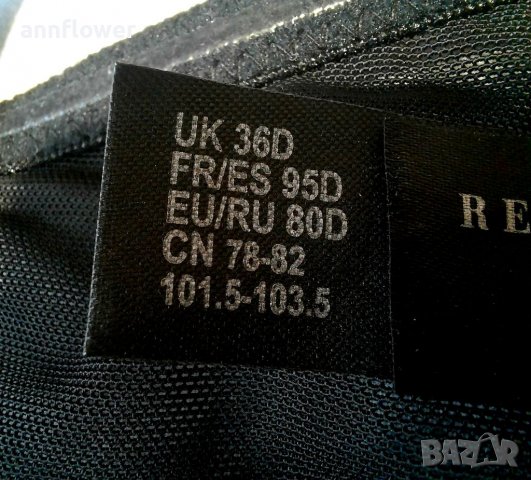 annflower
UK 36D
FR/ES 95D
EU/RU 80D
CN 78-82
101.5-103.5
RE
BAZAR